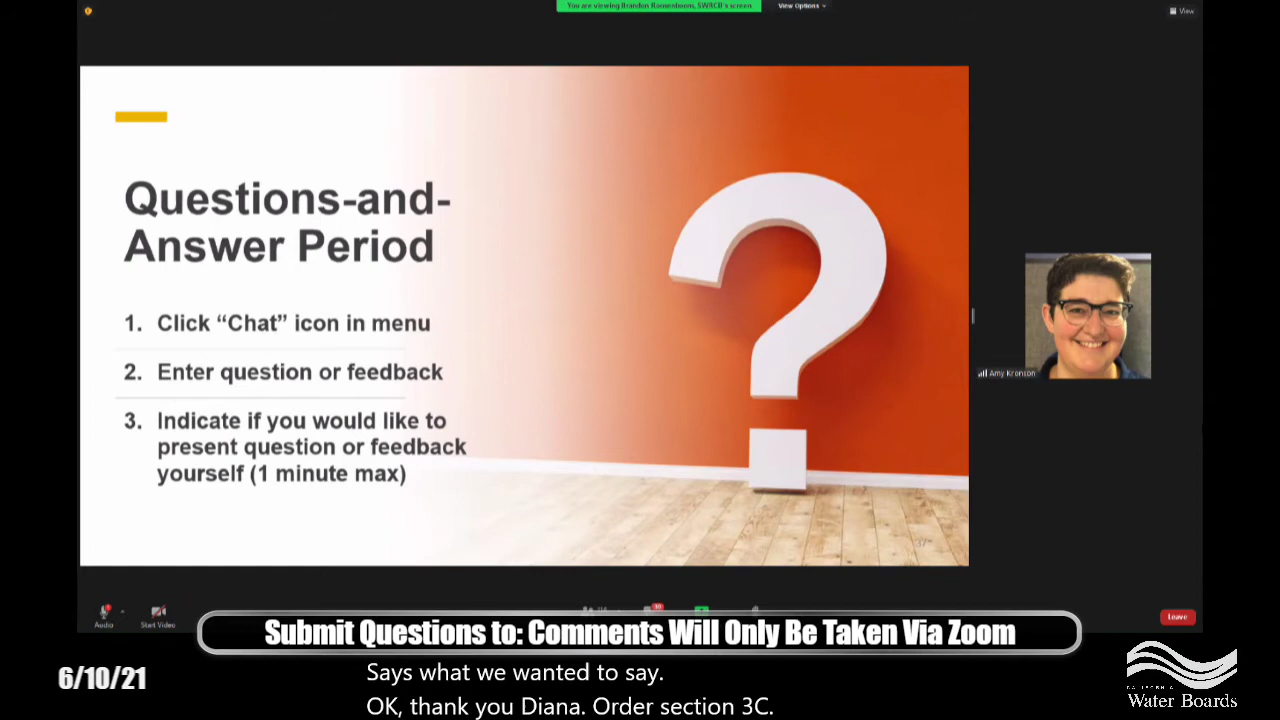 You are viewing Brandon Roosenboom, SWRCB's screen
View Options
View
Questions-and-
Answer Period
1. Click “Chat” icon in menu
2. Enter question or feedback
3. Indicate if you would like to
present question or feedback
yourself (1 minute max)
37
Amy Kronson
Audio
Start Video
Leave
Submit Questions to: Comments Will Only Be Taken Via Zoom
6/10/21
Says what we wanted to say.
OK, thank you Diana. Order section 3C.
CALIFORNIA
Water Boards